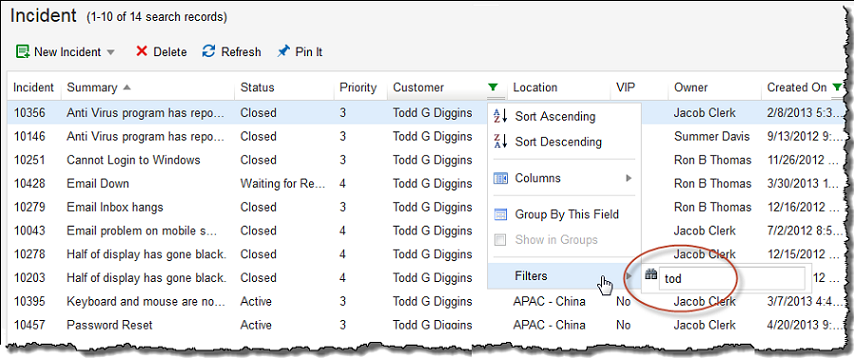 Incident (1-10 of 14 search records)
New Incident Delete Refresh Pin It
Incident Summary Status Priority Customer Location VIP Owner Created On
10356 Anti Virus program has repo... Closed 3 Todd G Diggins Jacob Clerk 2/8/2013 5:3...
10146 Anti Virus program has repo... Closed 3 Todd G Diggins Summer Davis 9/13/2012 9:...
10251 Cannot Login to Windows Closed 3 Todd G Diggins Ron B Thomas 11/26/2012 ...
10428 Email Down Waiting for Re... 4 Todd G Diggins Ron B Thomas 3/30/2013 1...
10279 Email Inbox hangs Closed 3 Todd G Diggins Ron B Thomas 12/16/2012 ...
10043 Email problem on mobile s... Closed 4 Todd G Diggins Jacob Clerk 7/2/2012 8:5...
10278 Half of display has gone black. Closed 4 Todd G Diggins Jacob Clerk 12/15/2012 ...
10203 Half of display has gone black. Closed 4 Todd G Diggins /2012 ...
10395 Keyboard and mouse are no... Active 3 Todd G Diggins APAC - China No Jacob Clerk 3/7/2013 4:4...
10457 Password Reset Active 4 Todd G Diggins APAC - China No Jacob Clerk 4/20/2013 9:...
Sort Ascending
Sort Descending
Columns
Group By This Field
Show in Groups
Filters
tod